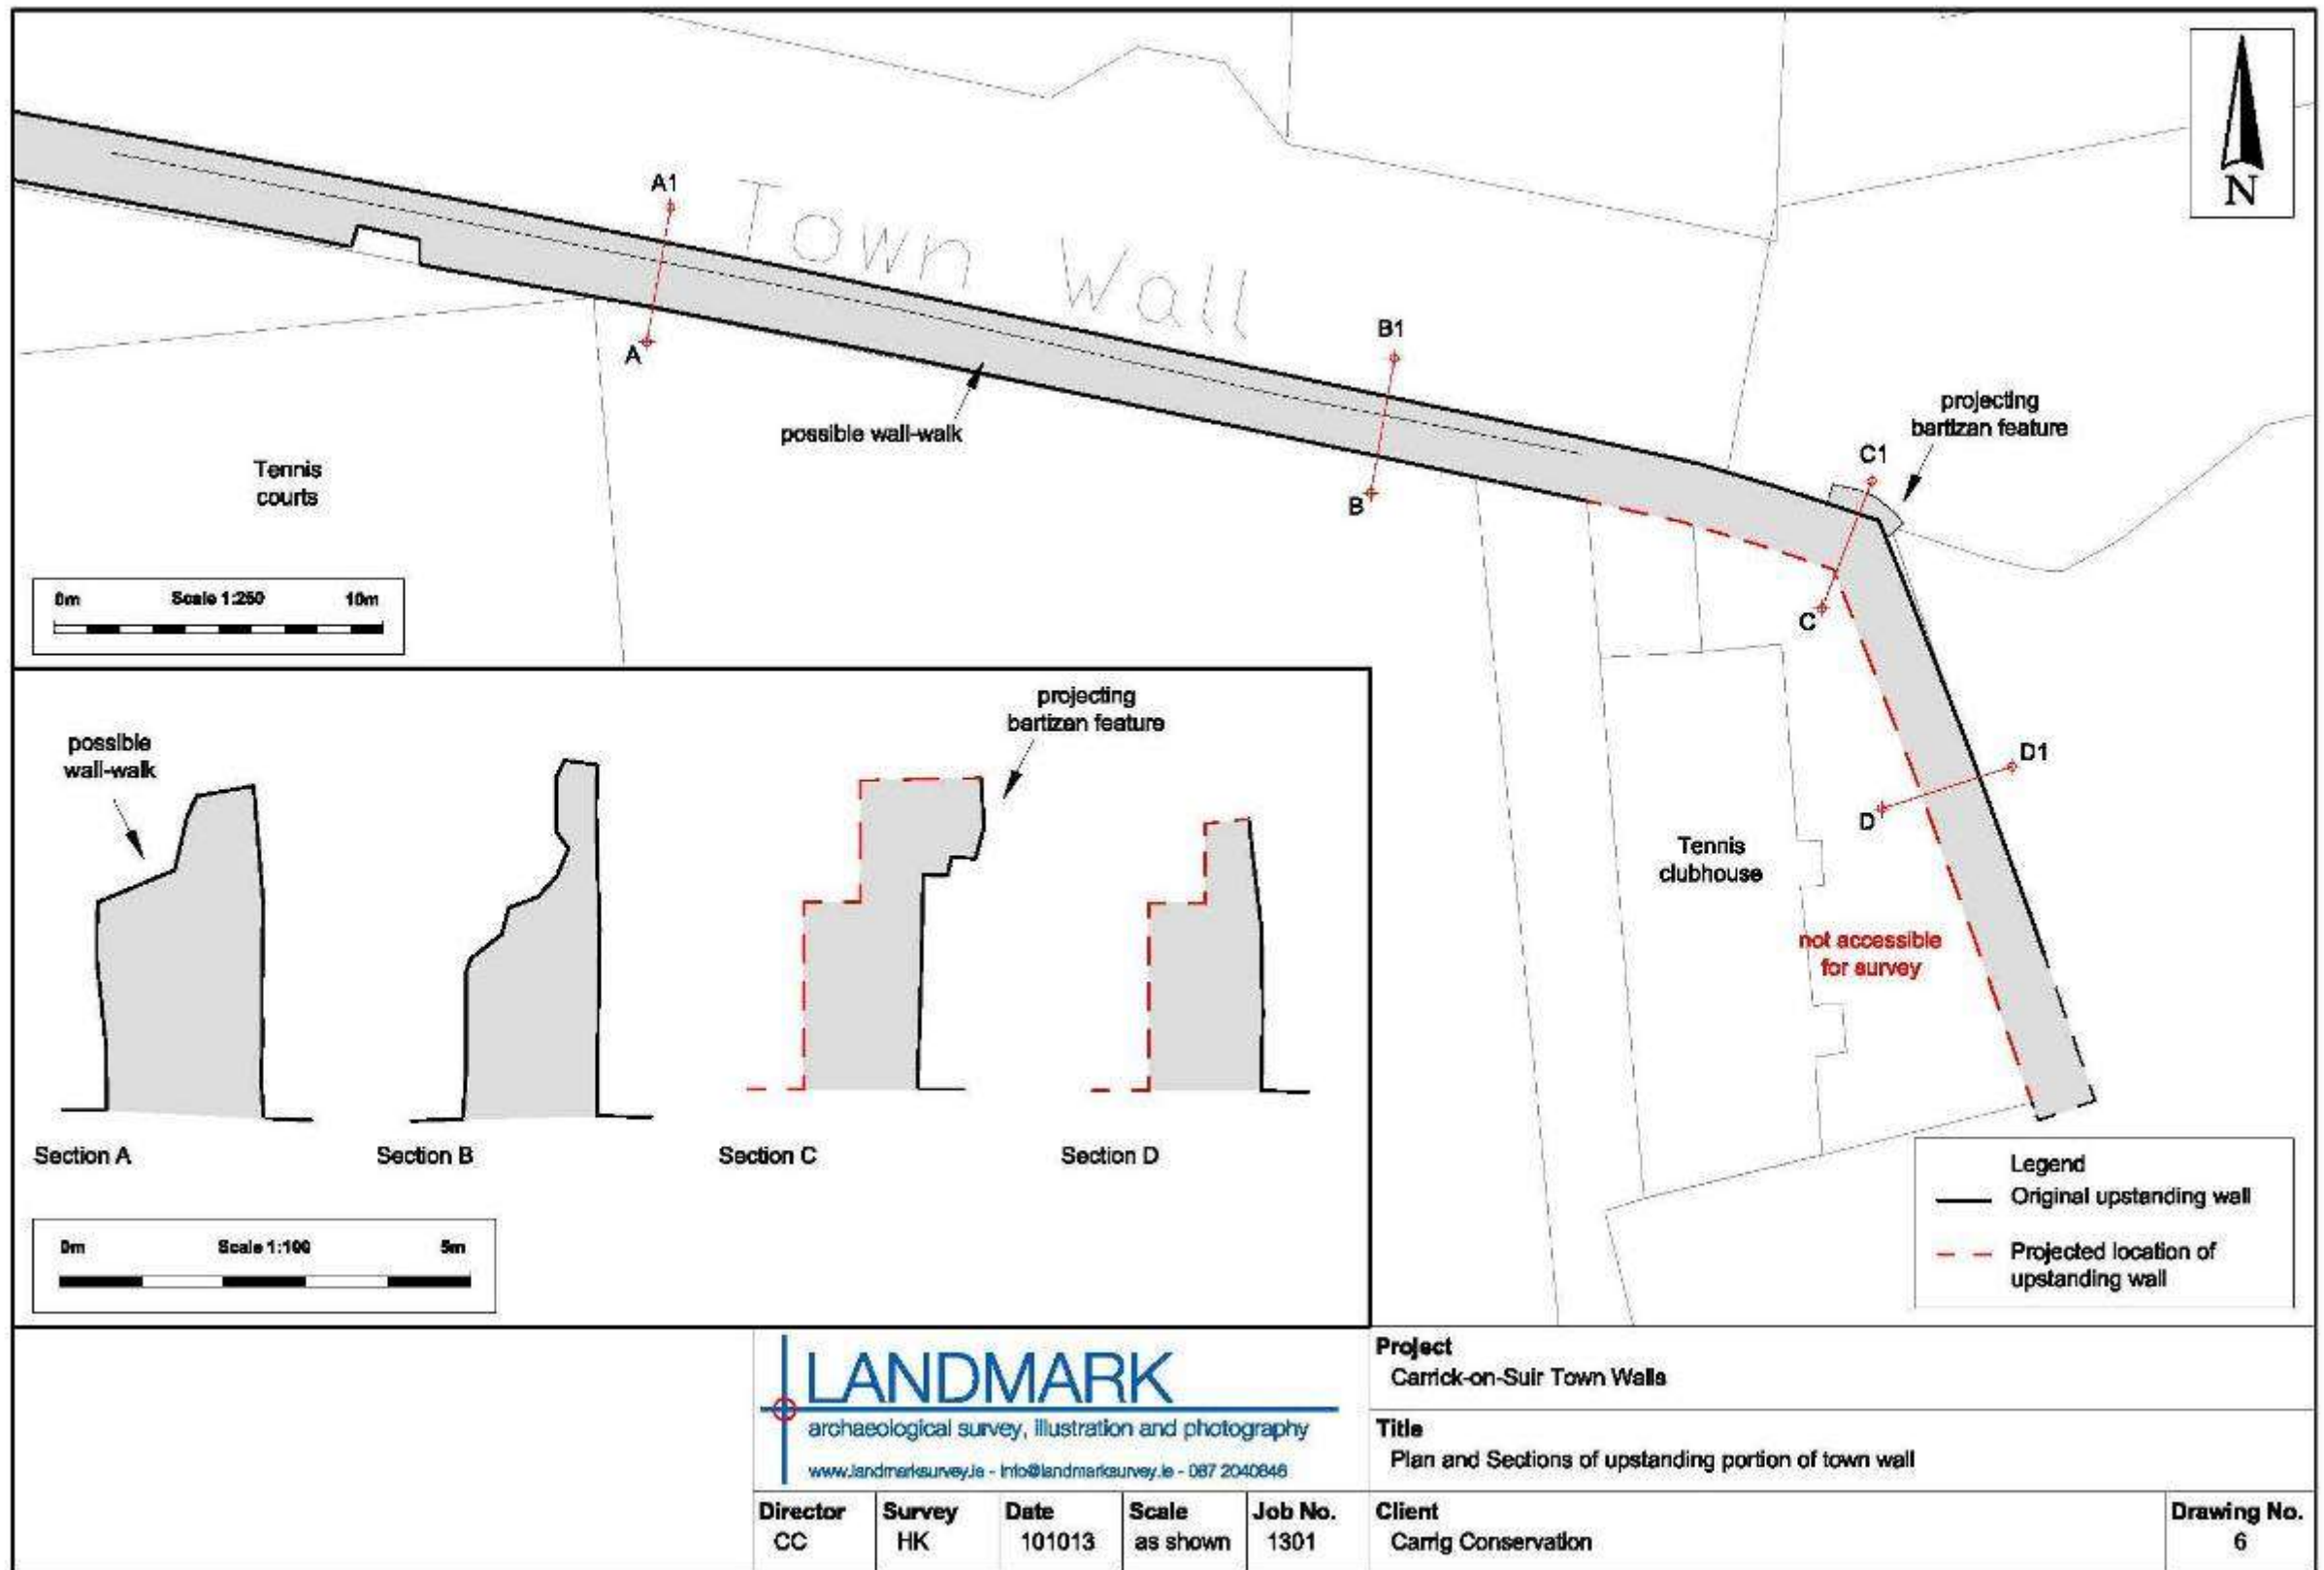 A1
Town Wall
N
A
B1
possible wall-walk
projecting
bartizan feature
C1
Tennis
courts
B
0m Scale 1:250 10m
C
projecting
bartizan feature
possible
wall-walk
D1
D
Tennis
clubhouse
not accessible
for survey
Section A
Section B
Section C
Section D
Legend
Original upstanding wall
Projected location of
upstanding wall
0m Scale 1:100 5m
LANDMARK
archaeological survey, illustration and photography
www.landmarksurvey.ie - info@landmarksurvey.ie - 087 2040846
Project
Carrick-on-Suir Town Walls
Title
Plan and Sections of upstanding portion of town wall
Director Survey Date Scale Job No. Client Drawing No.
CC HK 101013 as shown 1301 Carrig Conservation 6